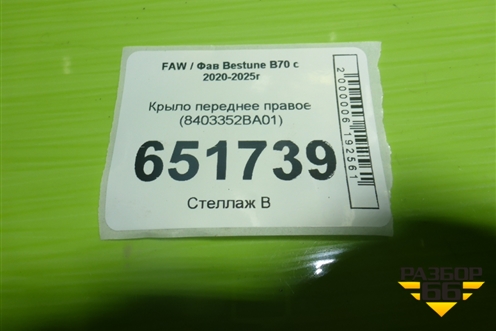 FAW / Фав Bestune B70 с
2020-2025г
Крыло переднее правое
(8403352BA01)
651739
Стеллаж В
2000006192561
РАЗБОР
66